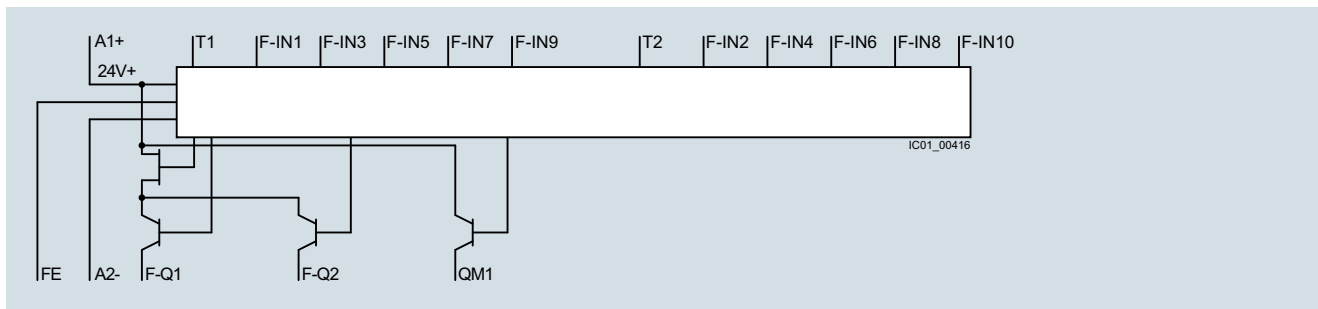 A1+ T1 F-IN1 F-IN3 F-IN5 F-IN7 F-IN9 T2 F-IN2 F-IN4 F-IN6 F-IN8 F-IN10
24V+
IC01_00416
FE A2- F-Q1 F-Q2 QM1